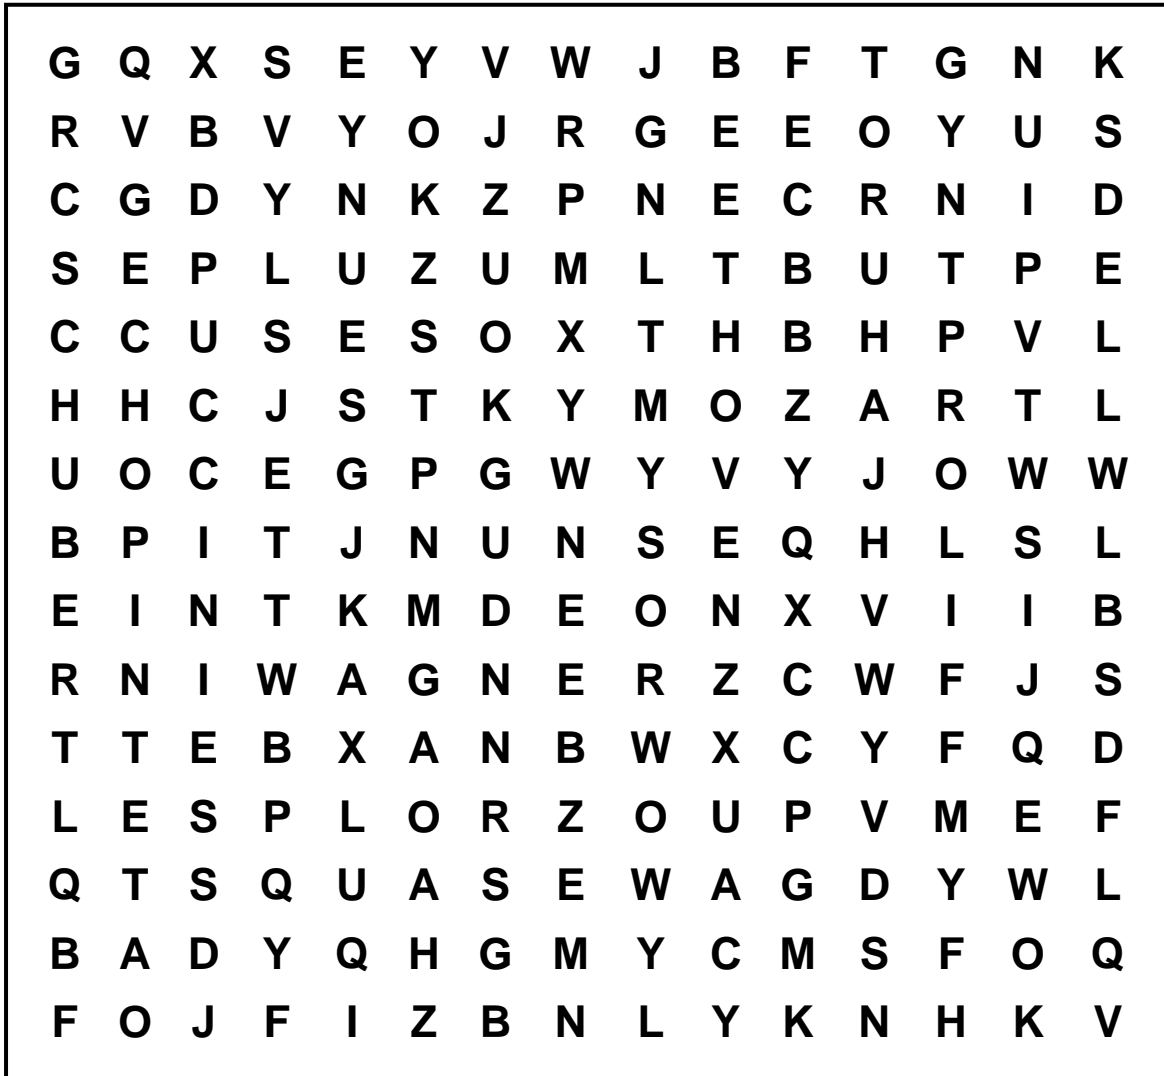 G Q X S E Y V W J B F T G N K
R V B V Y O J R G E E O Y U S
C G D Y N K Z P N E C R N I D
S E P L U Z U M L T B U T P E
C C U S E S O X T H B H P V L
H H C J S T K Y M O Z A R T L
U O C E G P G W Y V Y J O W W
B P I T J N U N S E Q H L S L
E I N T K M D E O N X V I I B
R N I W A G N E R Z C W F J S
T T E B X A N B W X C Y F Q D
L E S P L O R Z O U P V M E F
Q T S Q U A S E W A G D Y W L
B A D Y Q H G M Y C M S F O Q
F O J F I Z B N L Y K N H K V